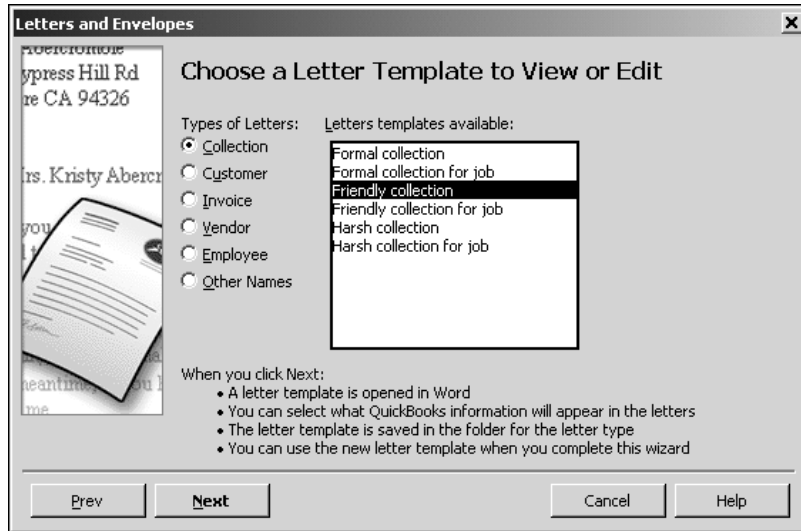 Letters and Envelopes
ypress Hill Rd
re CA 94326
rs. Kristy Abercr
you
Choose a Letter Template to View or Edit
Types of Letters:
Collection
Customer
Invoice
Vendor
Employee
Other Names
Letters templates available:
Formal collection
Formal collection for job
Friendly collection
Friendly collection for job
Harsh collection
Harsh collection for job
When you click Next:
• A letter template is opened in Word
• You can select what QuickBooks information will appear in the letters
• The letter template is saved in the folder for the letter type
• You can use the new letter template when you complete this wizard
Prev
Next
Cancel
Help